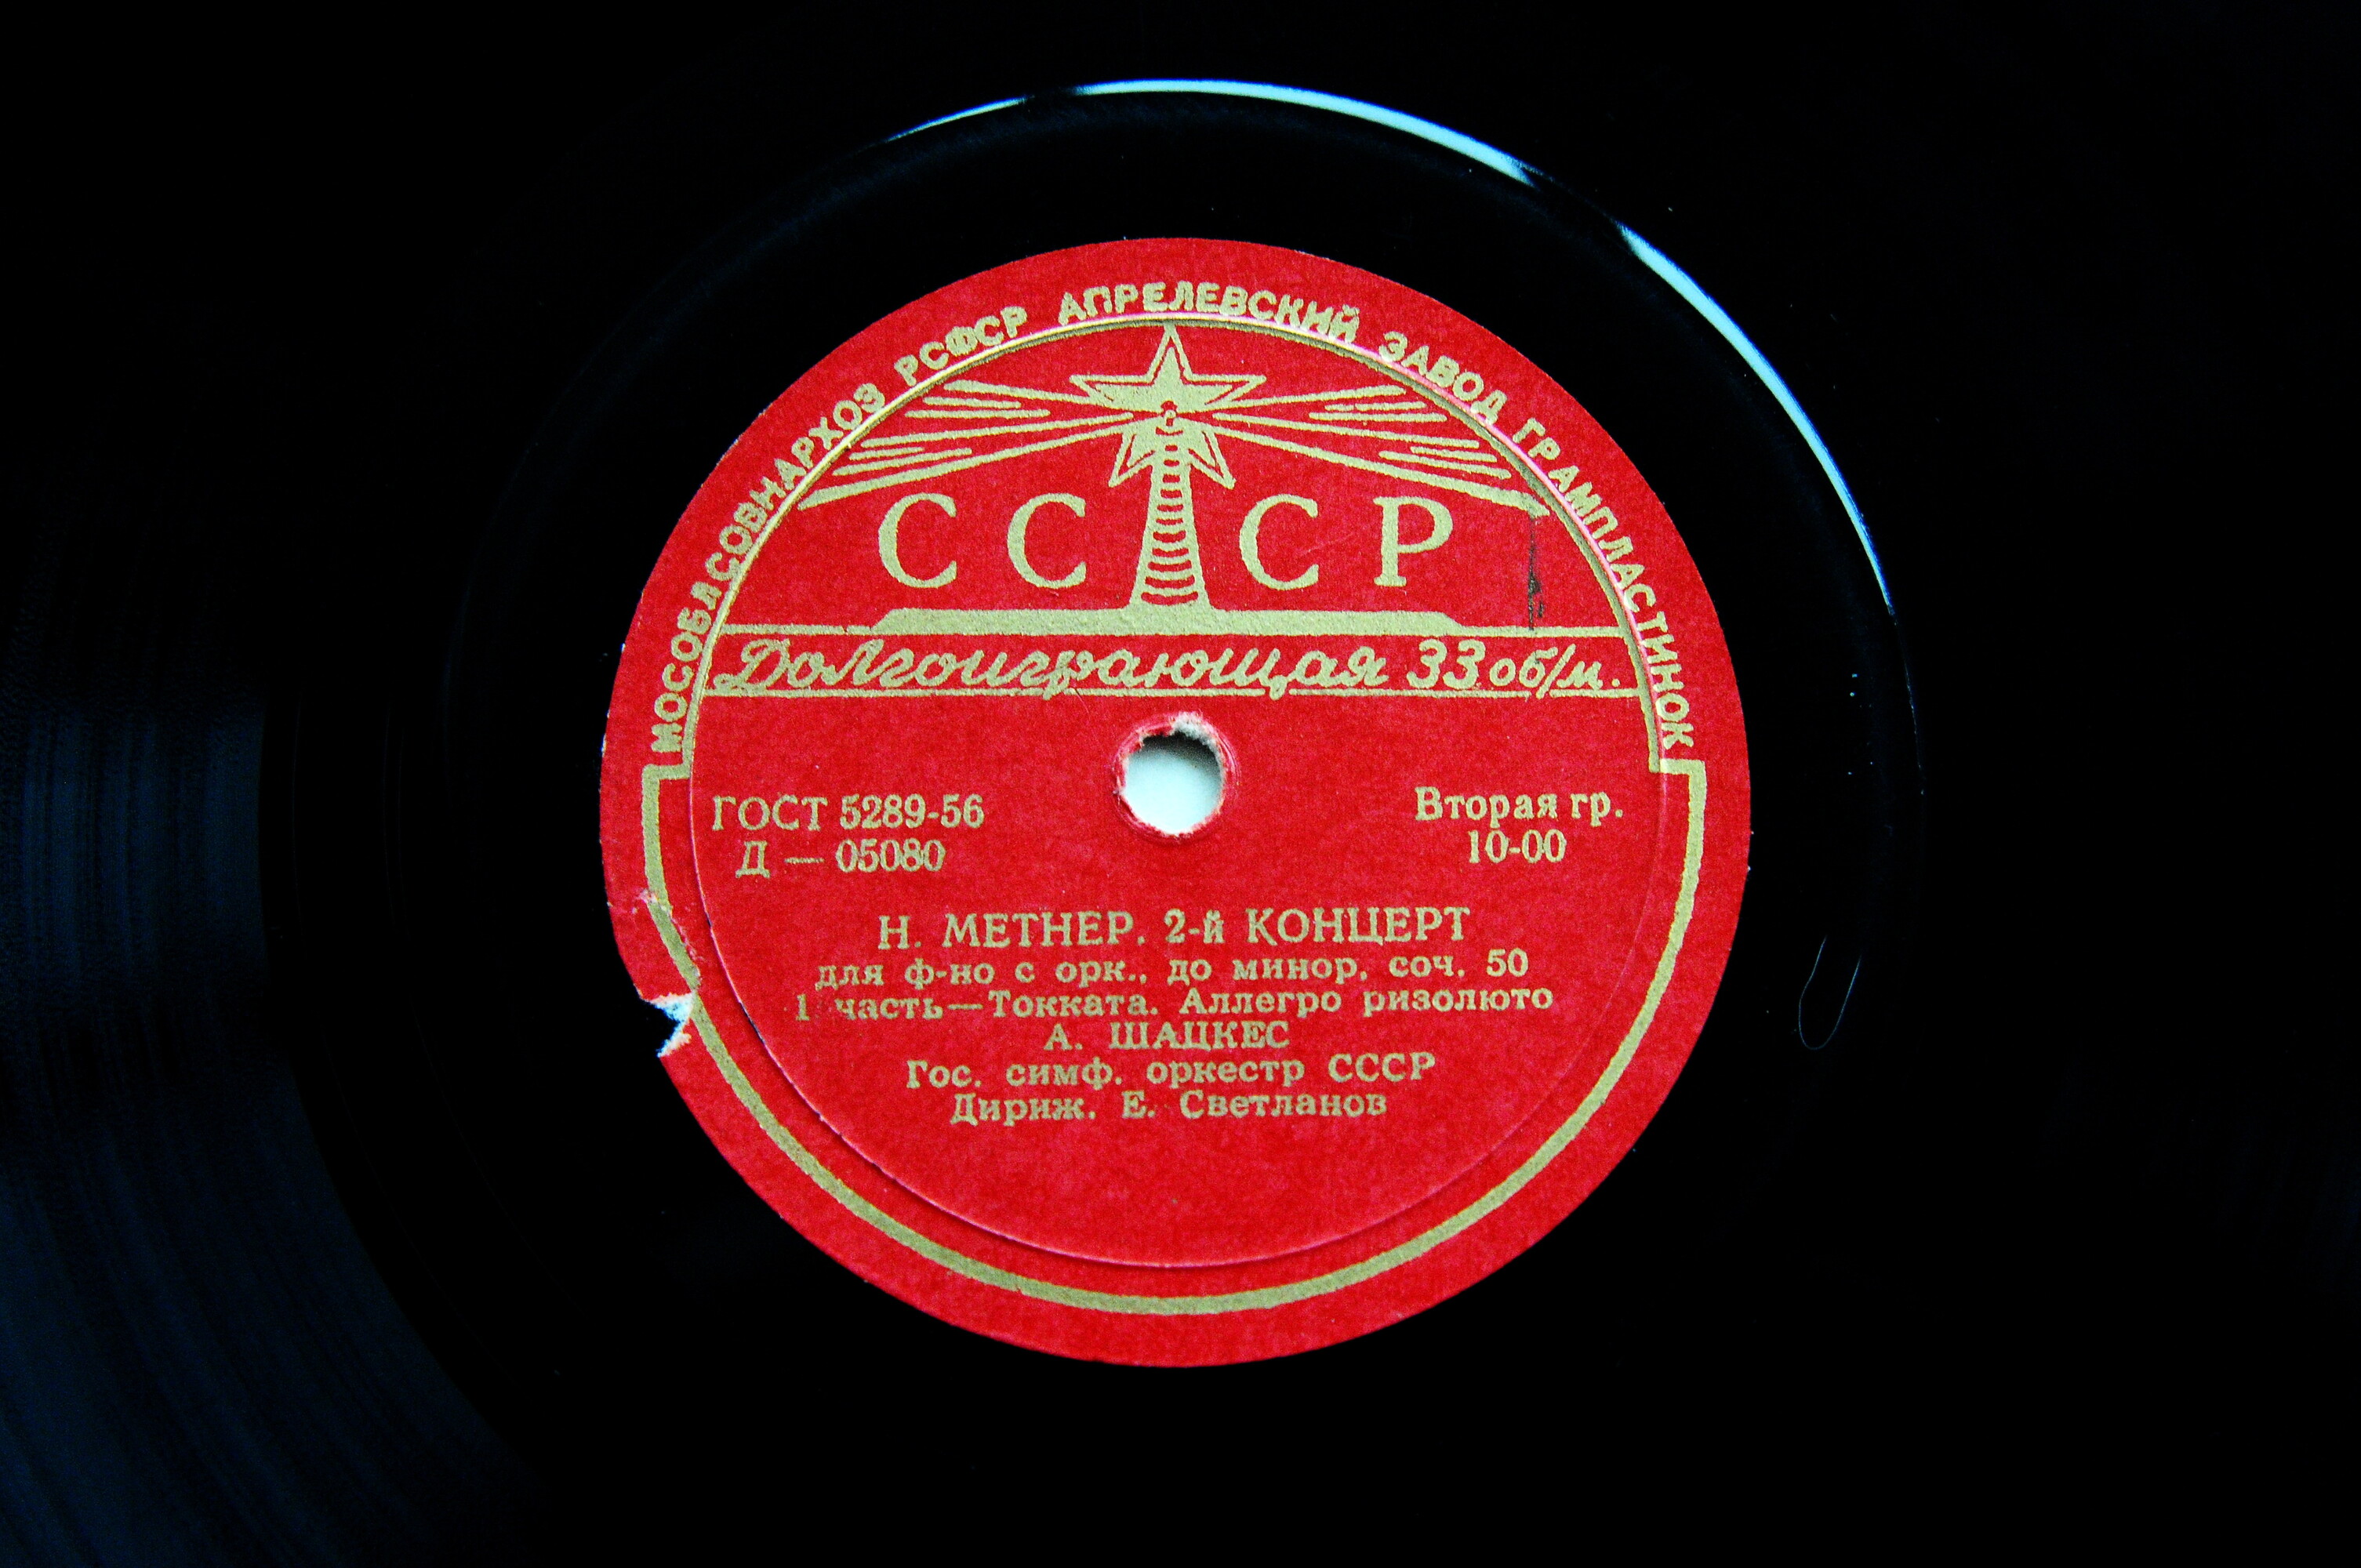 МОСОБЛСОВНАРХОЗ РСФСР АПРЕЛЕВСКИЙ ЗАВОД ГРАМПЛАСТИНОК
СССР
Долгоиграющая 33 об/м.
ГОСТ 5289-56
Д — 05080
Вторая гр.
10-00
Н. МЕТНЕР. 2-й КОНЦЕРТ
для ф-но с орк., до минор, соч. 50
1 часть—Токката. Аллегро ризолюто
А. ШАЦКЕС
Гос. симф. оркестр СССР
Дириж. Е. Светланов